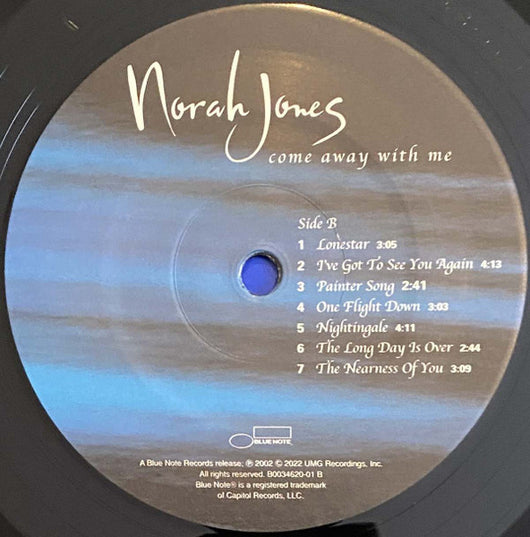 Norah Jones
come away with me
Side B
1 Lonestar 3:05
2 I've Got To See You Again 4:13
3 Painter Song 2:41
4 One Flight Down 3:03
5 Nightingale 4:11
6 The Long Day Is Over 2:44
7 The Nearness Of You 3:09
BLUE NOTE
A Blue Note Records release; ℗ 2002 © 2022 UMG Recordings, Inc.
All rights reserved. B0034620-01 B
Blue Note® is a registered trademark
of Capitol Records, LLC.